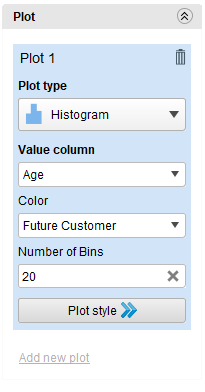 Plot
Plot 1
Plot type
Histogram
Value column
Age
Color
Future Customer
Number of Bins
20
Plot style
Add new plot